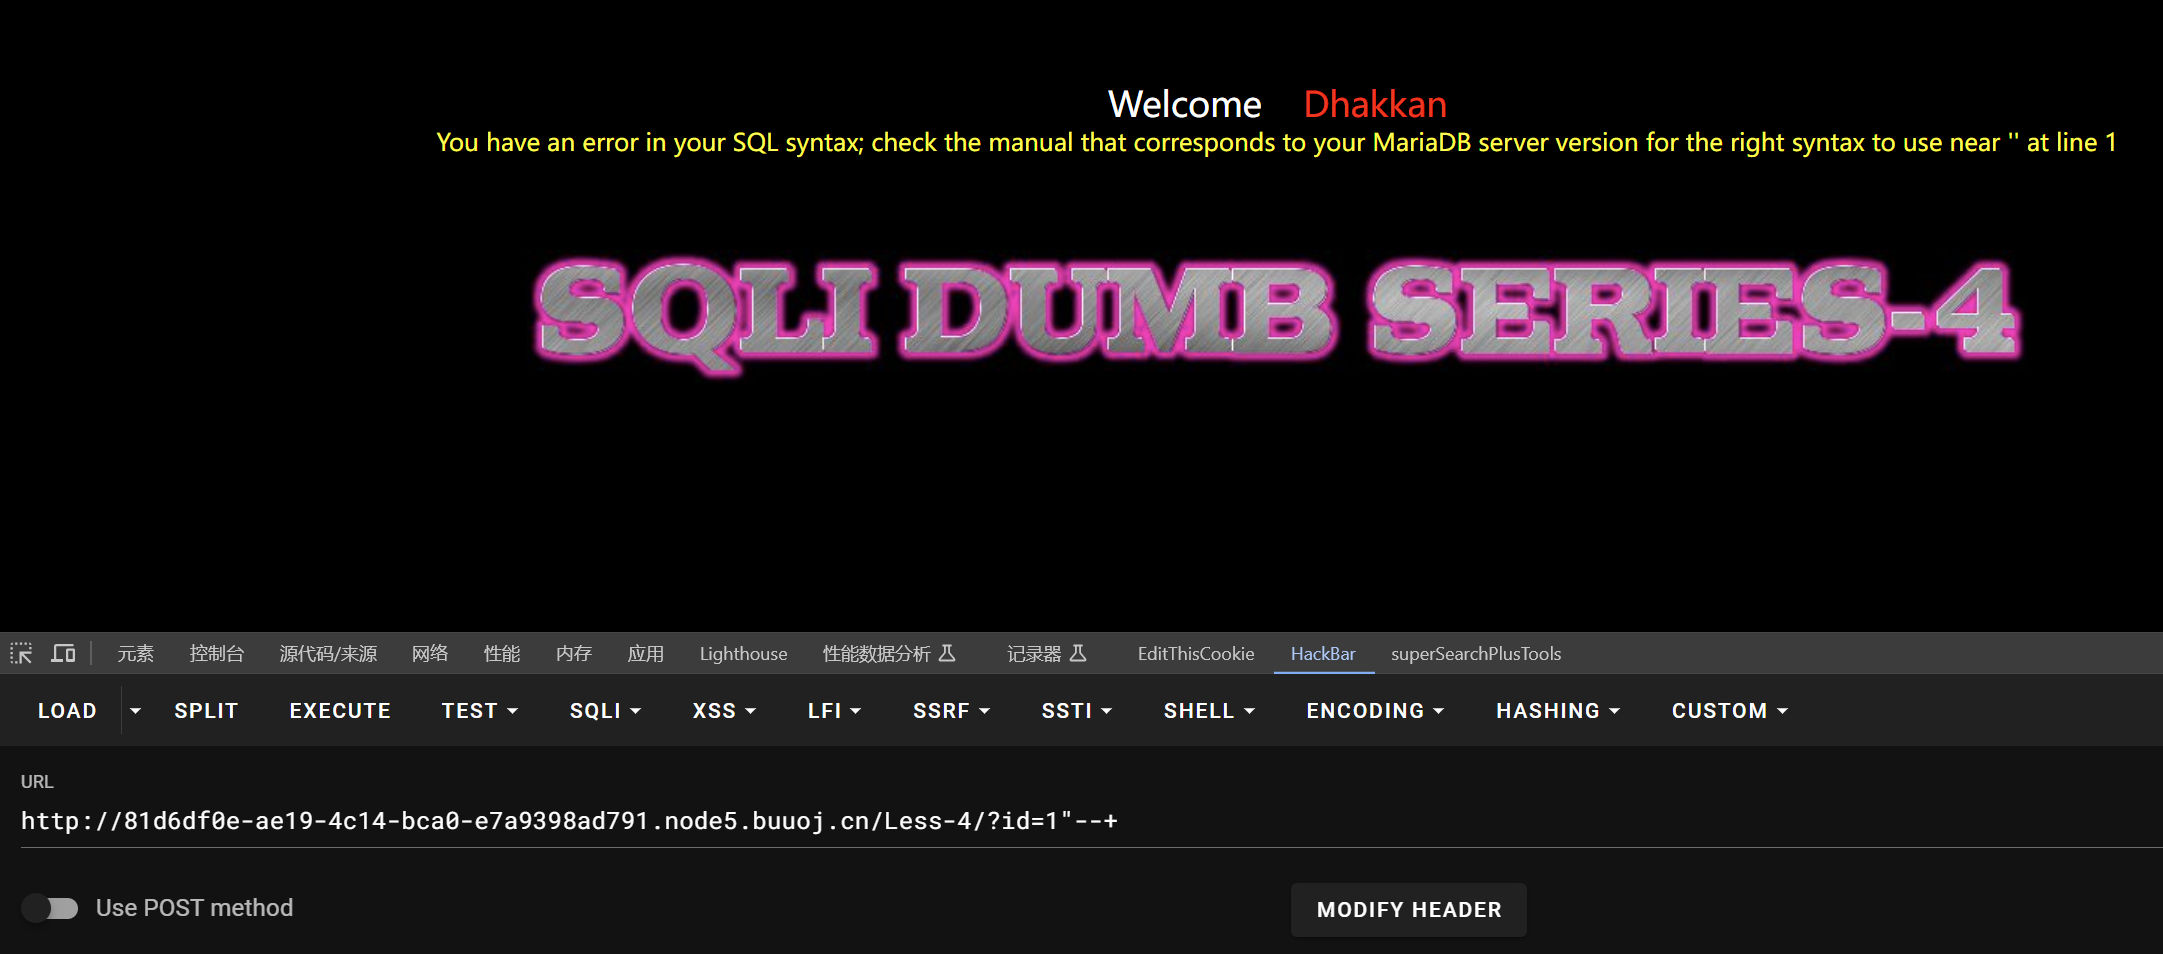 Welcome Dhakkan
You have an error in your SQL syntax; check the manual that corresponds to your MariaDB server version for the right syntax to use near '' at line 1
SQLI DUMB SERIES-4
元素 控制台 源代码/来源 网络 性能 内存 应用 Lighthouse 性能数据分析 记录器 EditThisCookie HackBar superSearchPlusTools
LOAD SPLIT EXECUTE TEST SQLI XSS LFI SSRF SSTI SHELL ENCODING HASHING CUSTOM
URL
http://81d6df0e-ae19-4c14-bca0-e7a9398ad791.node5.buuoj.cn/Less-4/?id=1"--+
Use POST method MODIFY HEADER